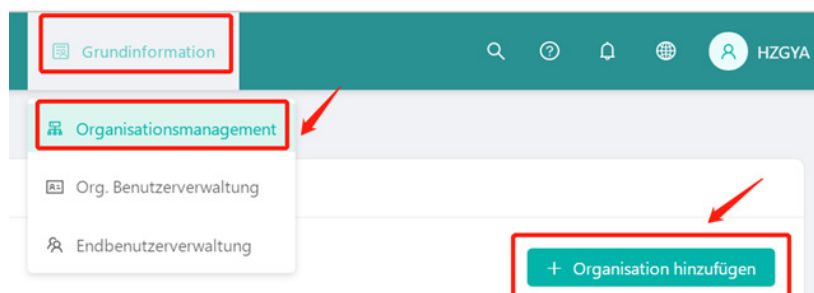 Grundinformation
HZGYA
Organisationsmanagement
Org. Benutzerverwaltung
Endbenutzerverwaltung
+ Organisation hinzufügen